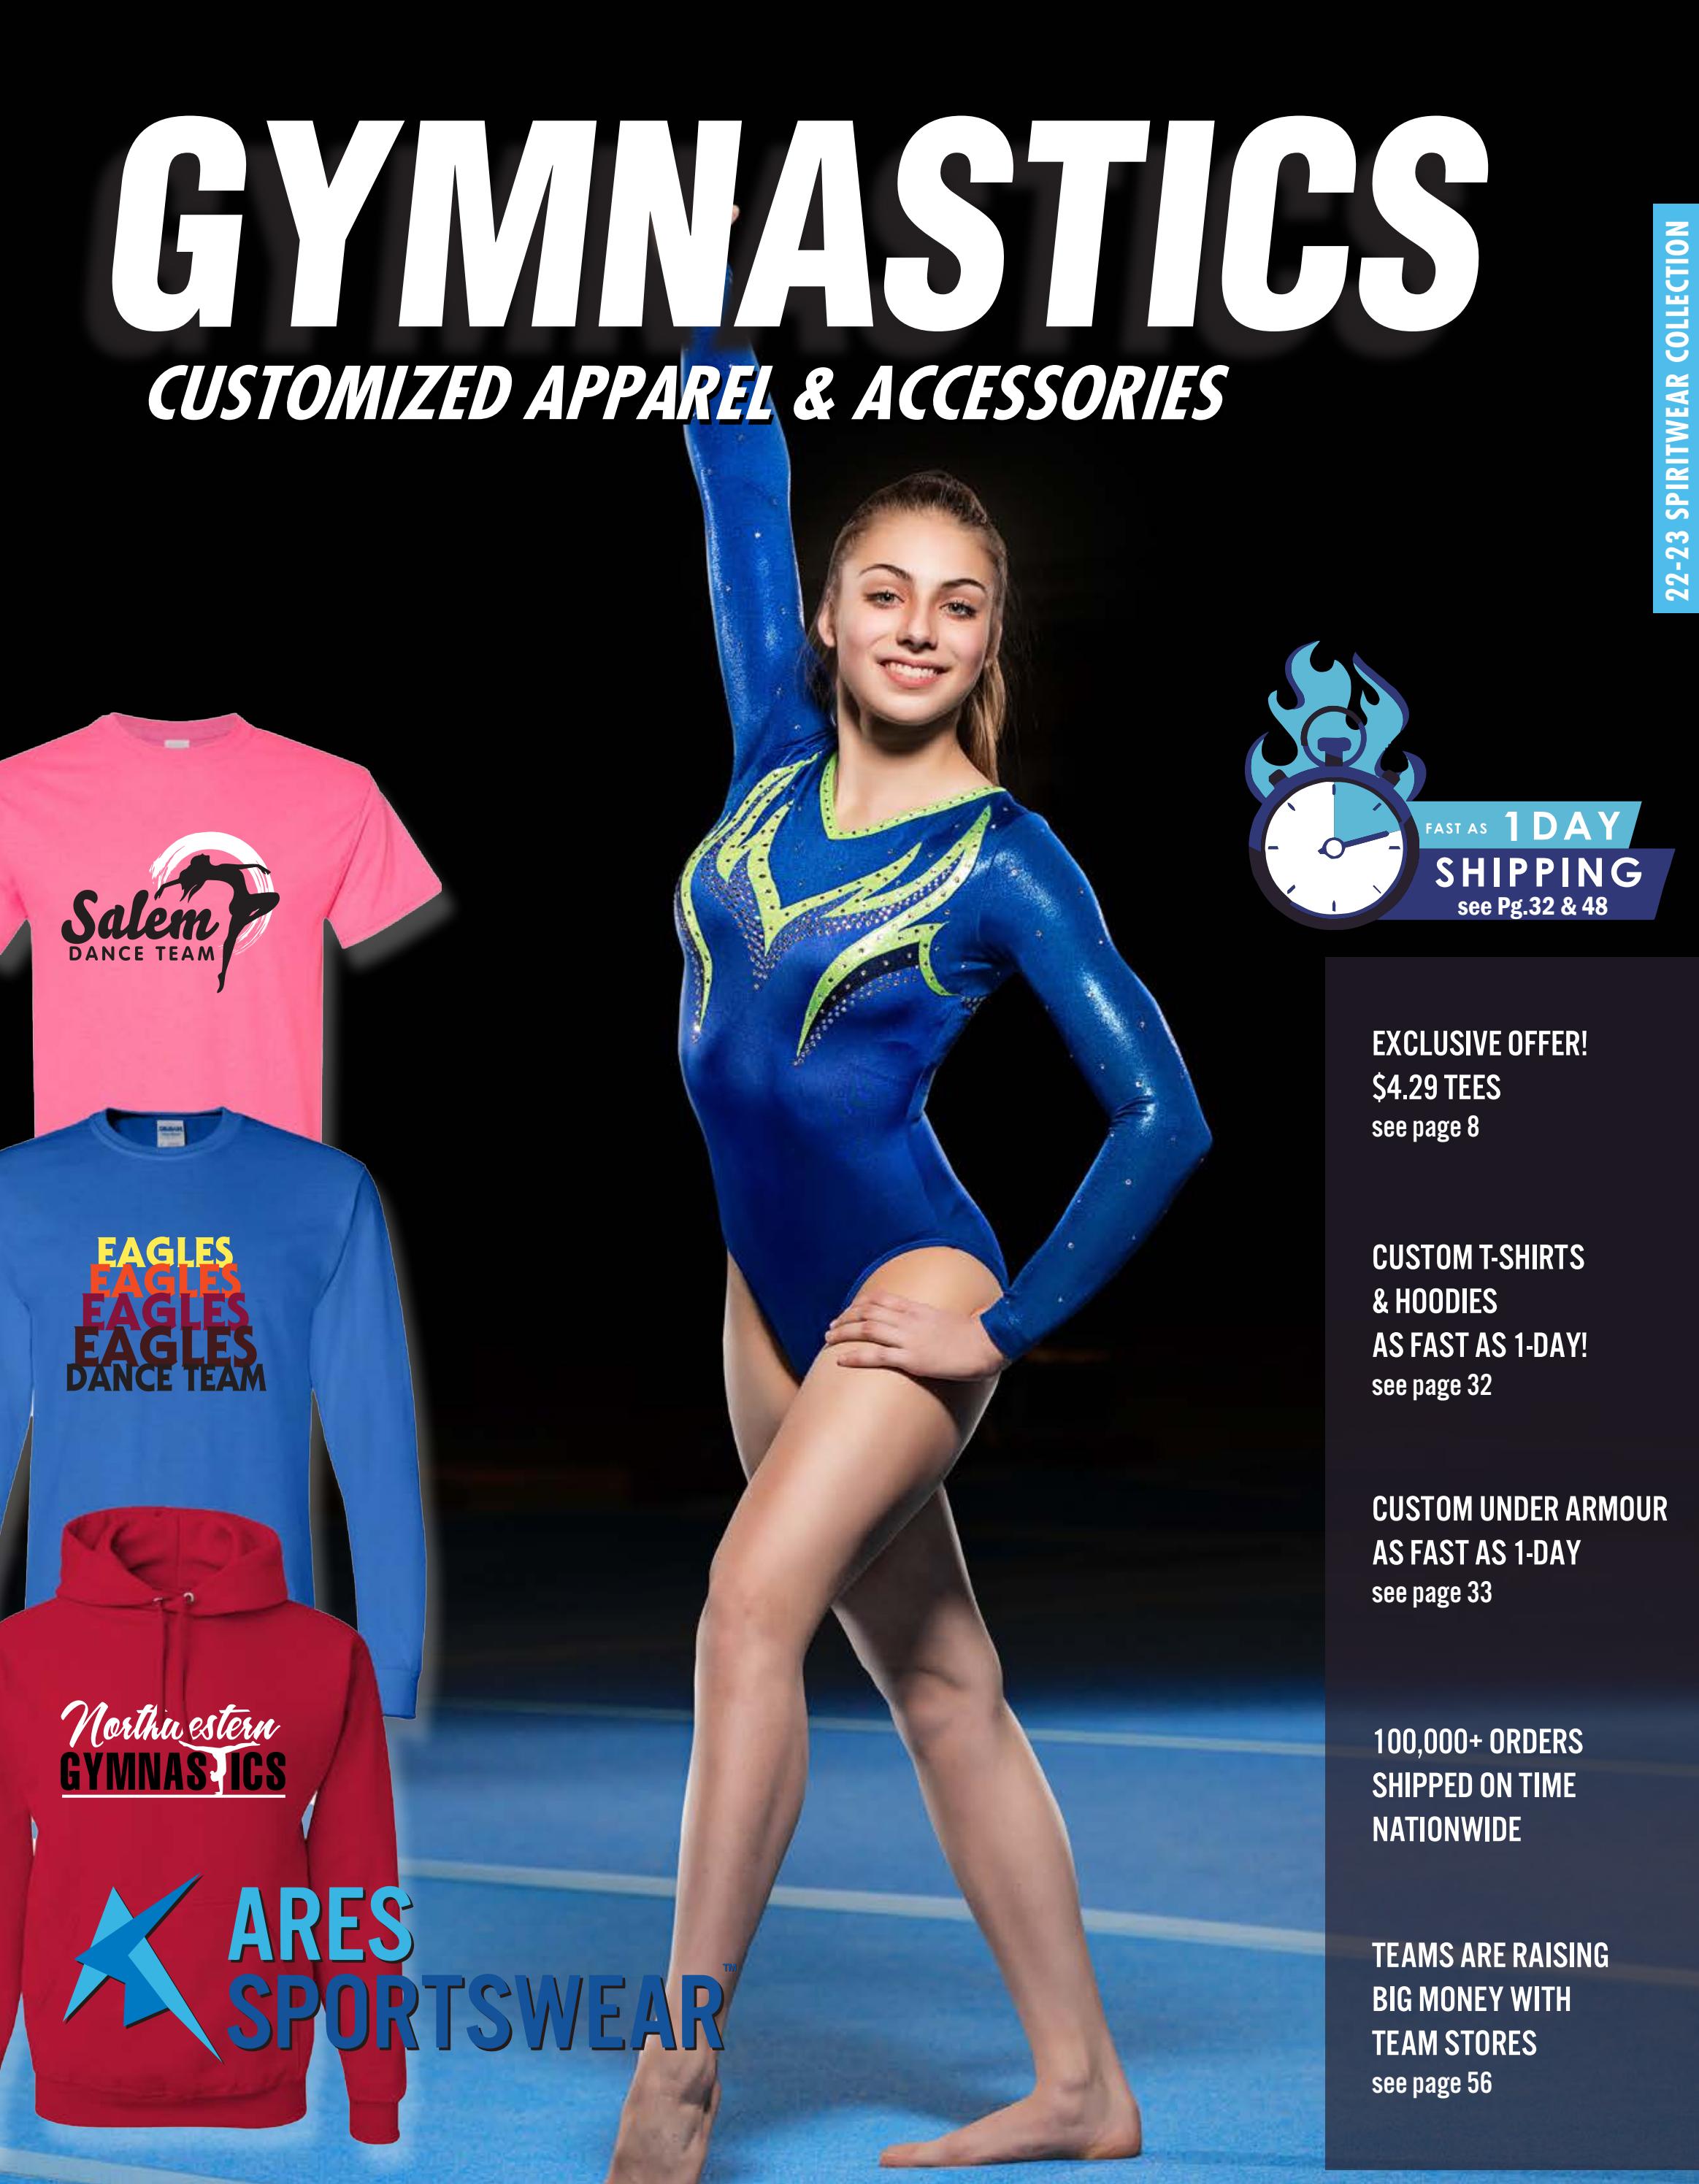 GYMNASTICS
CUSTOMIZED APPAREL & ACCESSORIES
22-23 SPIRITWEAR COLLECTION
FAST AS 1 DAY
SHIPPING
see Pg.32 & 48
Salem
DANCE TEAM
EAGLES
EAGLES
EAGLES
EAGLES
DANCE TEAM
Northwestern
GYMNASTICS
ARES
SPORTSWEAR™
EXCLUSIVE OFFER!
$4.29 TEES
see page 8
CUSTOM T-SHIRTS
& HOODIES
AS FAST AS 1-DAY!
see page 32
CUSTOM UNDER ARMOUR
AS FAST AS 1-DAY
see page 33
100,000+ ORDERS
SHIPPED ON TIME
NATIONWIDE
TEAMS ARE RAISING
BIG MONEY WITH
TEAM STORES
see page 56